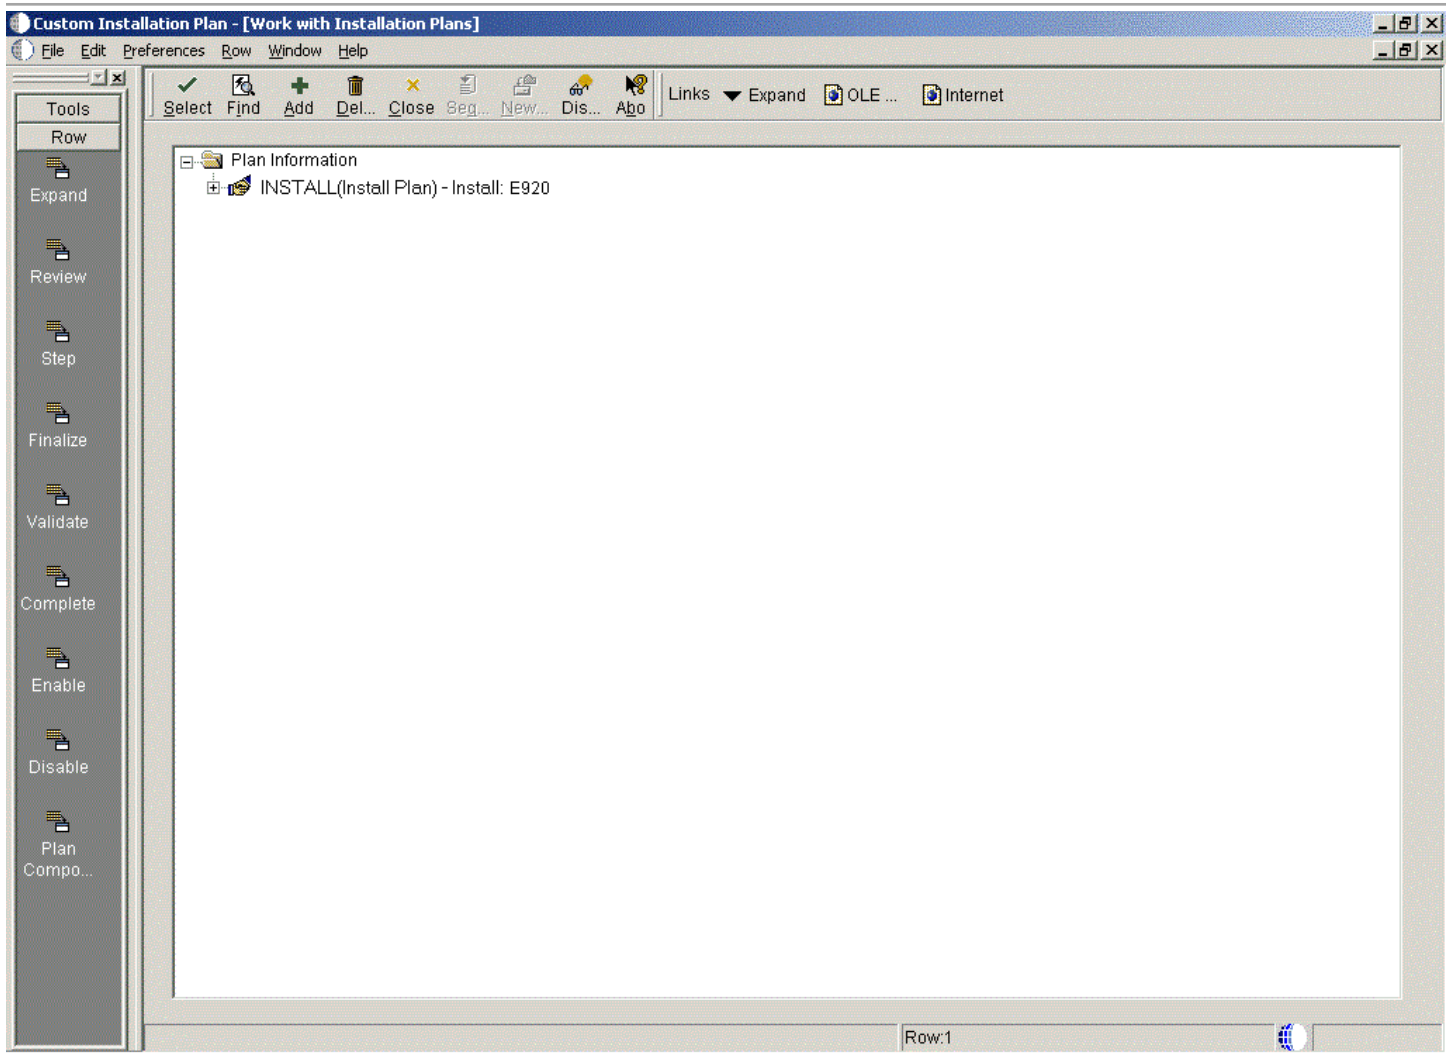 Custom Installation Plan - [Work with Installation Plans]
File Edit Preferences Row Window Help
Tools
Row
Expand
Review
Step
Finalize
Validate
Complete
Enable
Disable
Plan
Compo...
Select Find Add Del... Close Seq... New... Dis... Abo Links Expand OLE ... Internet
Plan Information
INSTALL(Install Plan) - Install: E920
Row:1